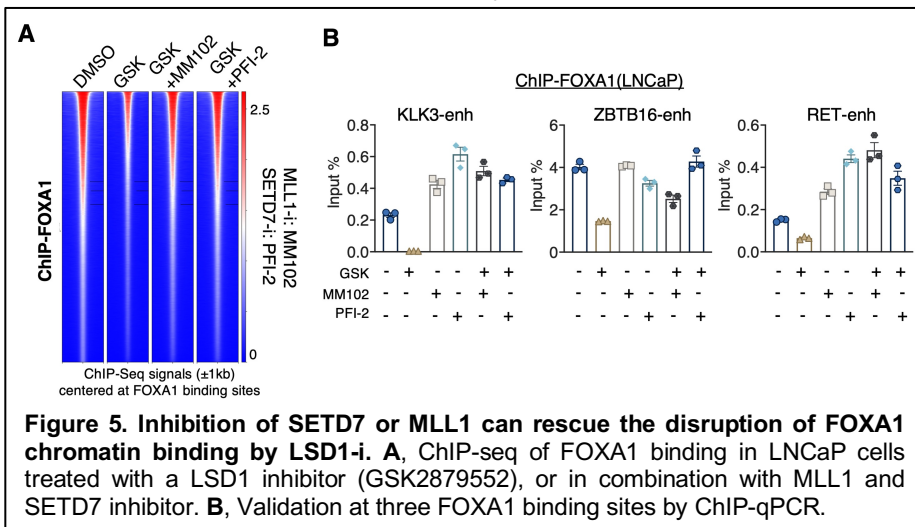 A
DMSO
GSK
GSK
+MM102
GSK
+PFI-2
2.5
0
MLL1-i: MM102
SETD7-i: PFI-2
ChIP-FOXA1
ChIP-Seq signals (±1kb)
centered at FOXA1 binding sites
B
ChIP-FOXA1(LNCaP)
KLK3-enh
Input %
0.8
0.6
0.4
0.2
0.0
ZBTB16-enh
Input %
6
4
2
0
RET-enh
Input %
0.6
0.4
0.2
0.0
GSK - + - - + + - + - - + + - + - - + +
MM102 - - + - + - - - + - + - - - + - + -
PFI-2 - - - + - + - - - + - + - - - + - +
Figure 5. Inhibition of SETD7 or MLL1 can rescue the disruption of FOXA1
chromatin binding by LSD1-i. A, ChIP-seq of FOXA1 binding in LNCaP cells
treated with a LSD1 inhibitor (GSK2879552), or in combination with MLL1 and
SETD7 inhibitor. B, Validation at three FOXA1 binding sites by ChIP-qPCR.